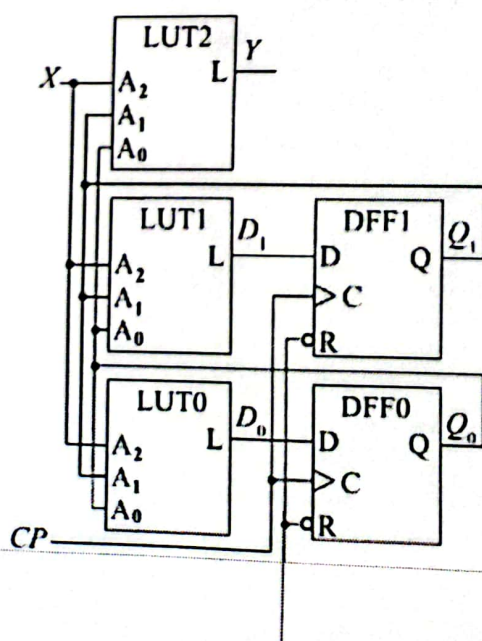 LUT2
Y
L
X
A₂
A₁
A₀
LUT1
D₁
DFF1
Q₁
L
D
Q
A₂
C
A₁
A₀
R
LUT0
D₀
DFF0
Q₀
L
D
Q
A₂
C
A₁
A₀
R
CP